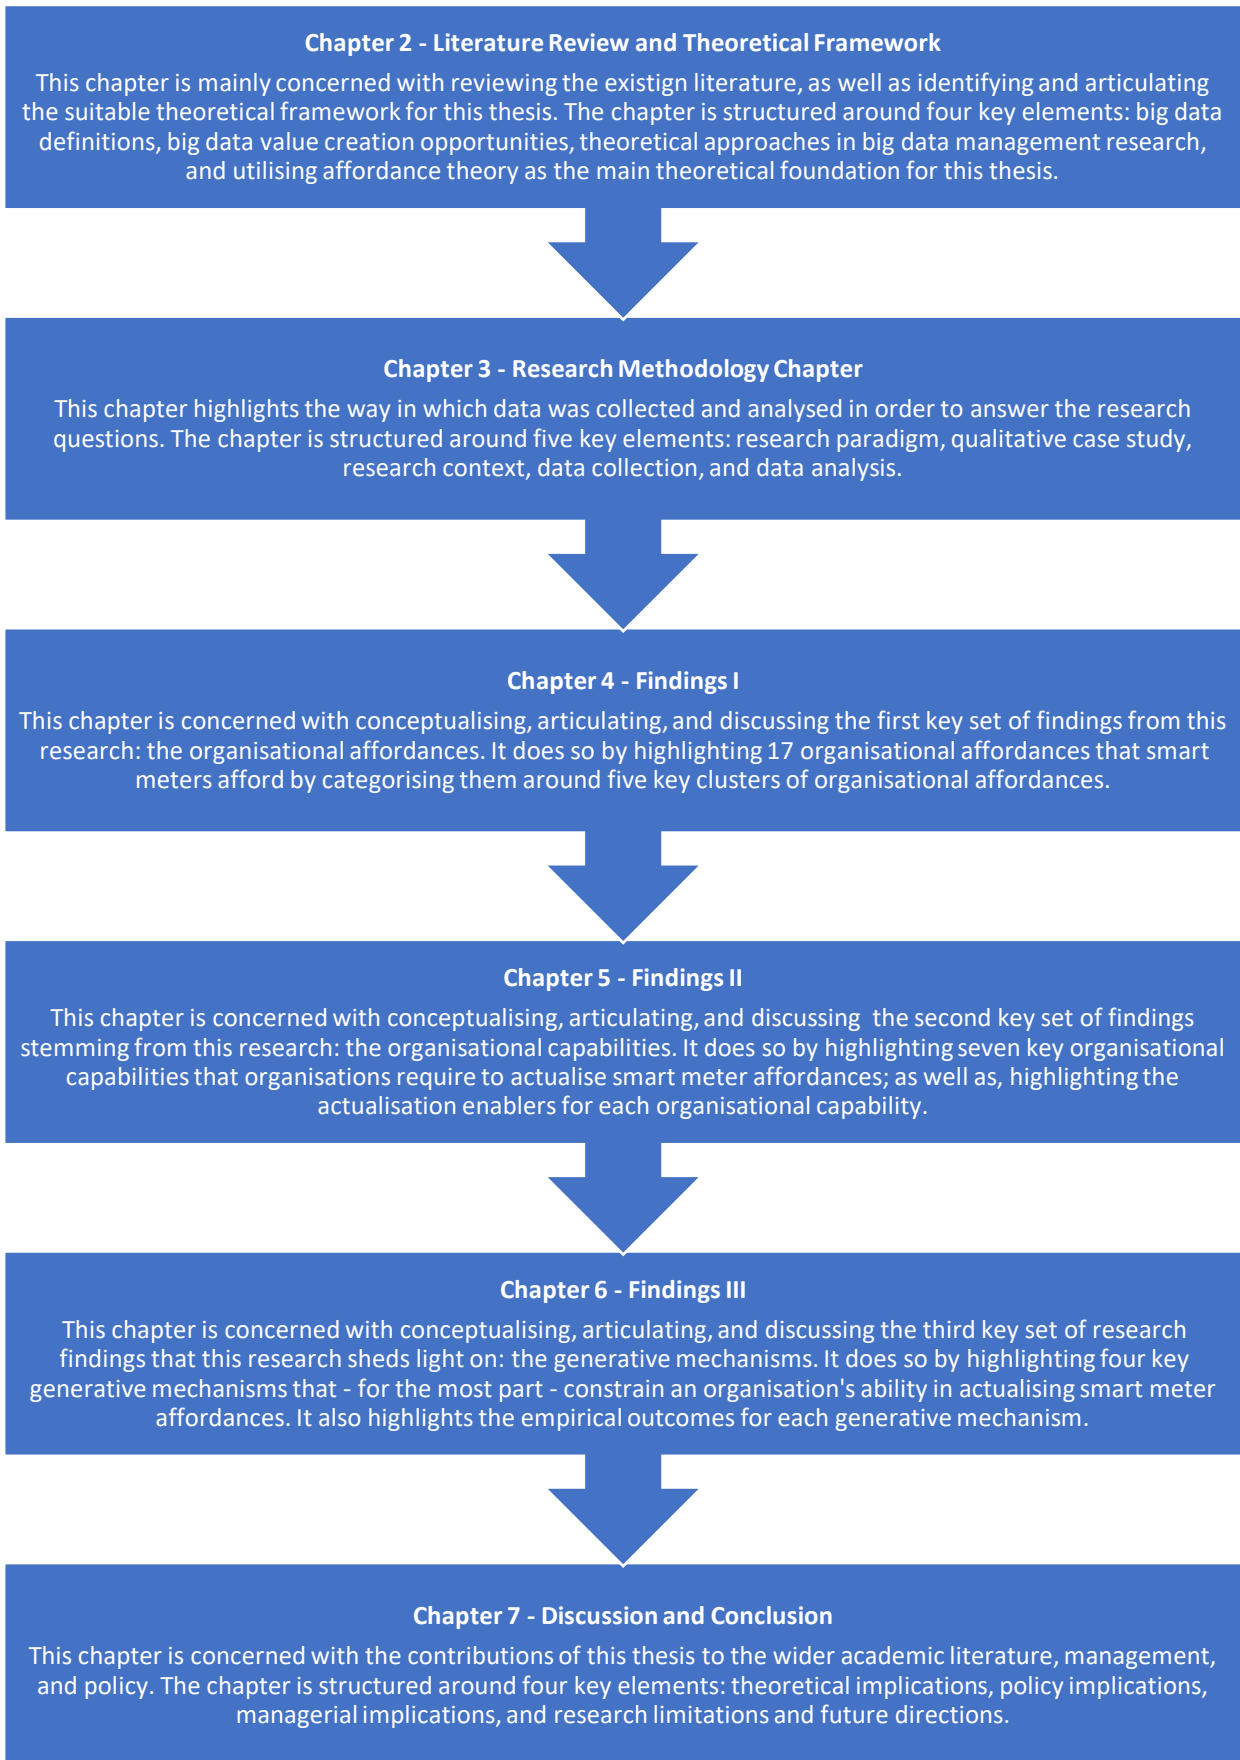 Chapter 2 - Literature Review and Theoretical Framework
This chapter is mainly concerned with reviewing the existign literature, as well as identifying and articulating
the suitable theoretical framework for this thesis. The chapter is structured around four key elements: big data
definitions, big data value creation opportunities, theoretical approaches in big data management research,
and utilising affordance theory as the main theoretical foundation for this thesis.
Chapter 3 - Research Methodology Chapter
This chapter highlights the way in which data was collected and analysed in order to answer the research
questions. The chapter is structured around five key elements: research paradigm, qualitative case study,
research context, data collection, and data analysis.
Chapter 4 - Findings I
This chapter is concerned with conceptualising, articulating, and discussing the first key set of findings from this
research: the organisational affordances. It does so by highlighting 17 organisational affordances that smart
meters afford by categorising them around five key clusters of organisational affordances.
Chapter 5 - Findings II
This chapter is concerned with conceptualising, articulating, and discussing the second key set of findings
stemming from this research: the organisational capabilities. It does so by highlighting seven key organisational
capabilities that organisations require to actualise smart meter affordances; as well as, highlighting the
actualisation enablers for each organisational capability.
Chapter 6 - Findings III
This chapter is concerned with conceptualising, articulating, and discussing the third key set of research
findings that this research sheds light on: the generative mechanisms. It does so by highlighting four key
generative mechanisms that - for the most part - constrain an organisation's ability in actualising smart meter
affordances. It also highlights the empirical outcomes for each generative mechanism.
Chapter 7 - Discussion and Conclusion
This chapter is concerned with the contributions of this thesis to the wider academic literature, management,
and policy. The chapter is structured around four key elements: theoretical implications, policy implications,
managerial implications, and research limitations and future directions.